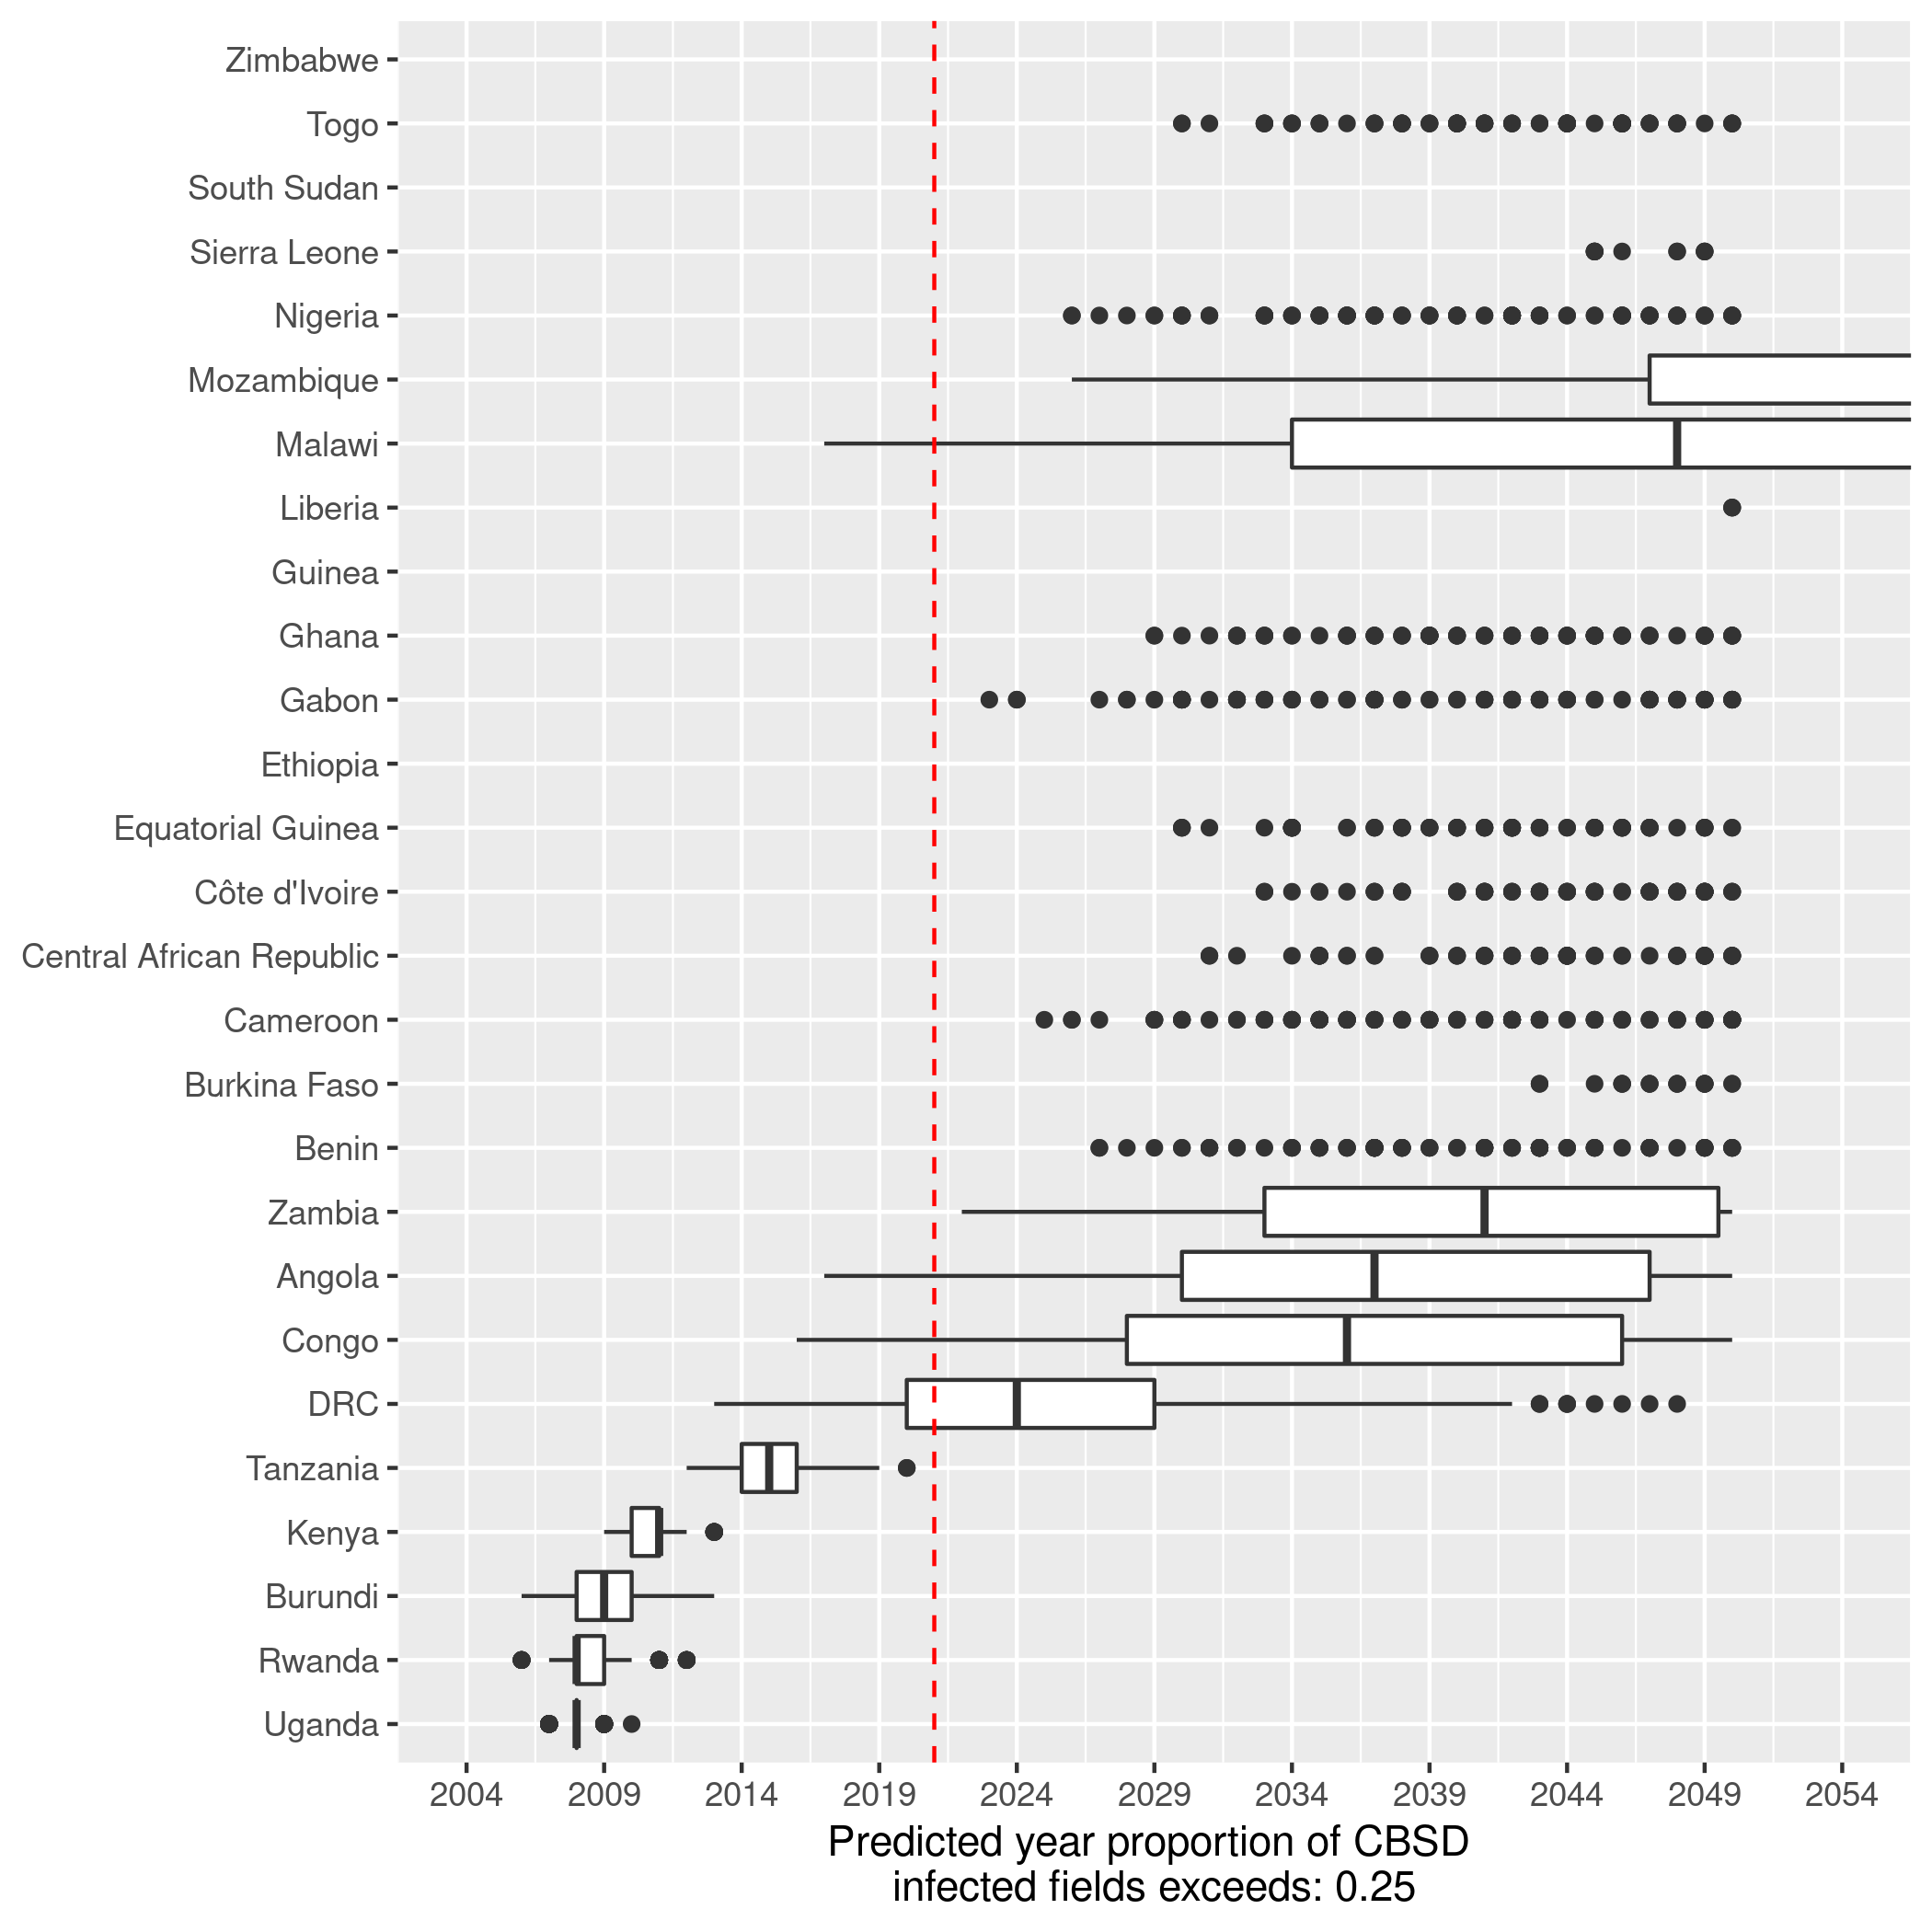 Zimbabwe
Togo
South Sudan
Sierra Leone
Nigeria
Mozambique
Malawi
Liberia
Guinea
Ghana
Gabon
Ethiopia
Equatorial Guinea
Côte d'Ivoire
Central African Republic
Cameroon
Burkina Faso
Benin
Zambia
Angola
Congo
DRC
Tanzania
Kenya
Burundi
Rwanda
Uganda
2004 2009 2014 2019 2024 2029 2034 2039 2044 2049 2054
Predicted year proportion of CBSD
infected fields exceeds: 0.25